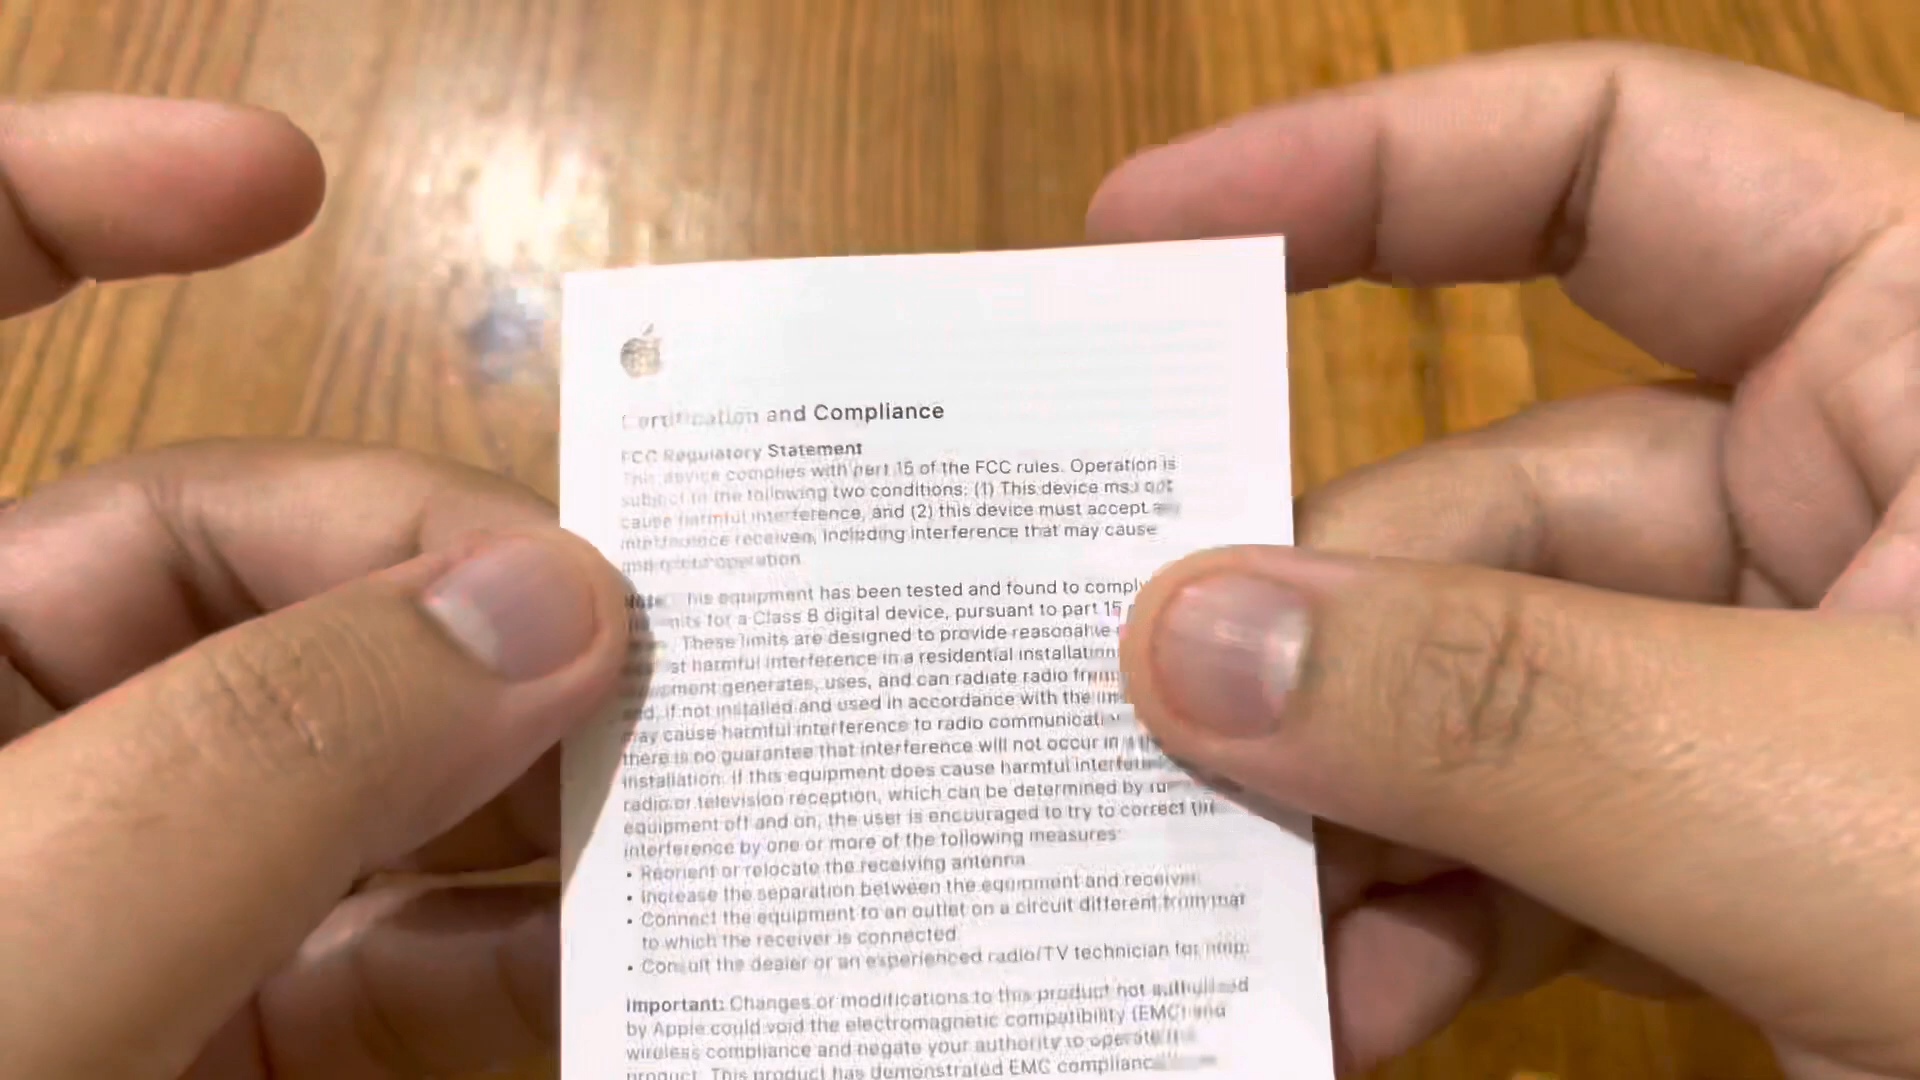 Certification and Compliance
FCC Regulatory Statement
This device complies with part 15 of the FCC rules. Operation is
subject to the following two conditions: (1) This device may not
cause harmful interference, and (2) this device must accept
interference received, including interference that may cause
operation
Note: This equipment has been tested and found to comply
for a Class B digital device, pursuant to part 15
These limits are designed to provide reasonable
harmful interference in a residential installation
generates, uses, and can radiate radio
and, if not installed and used in accordance with the
may cause harmful interference to radio
there is no guarantee that interference will not occur in
installation. If this equipment does cause harmful
radio or television reception, which can be determined by
equipment off and on, the user is encouraged to try to correct
interference by one or more of the following measures:
• Reorient or relocate the receiving antenna
• Increase the separation between the equipment and receiver
• Connect the equipment to an outlet on a circuit different from that
to which the receiver is connected.
• Consult the dealer or an experienced radio/TV technician for help.
Important: Changes or modifications to this product not authorized
by Apple could void the electromagnetic compatibility (EMC) and
wireless compliance and negate your authority to operate
product. This product has demonstrated EMC